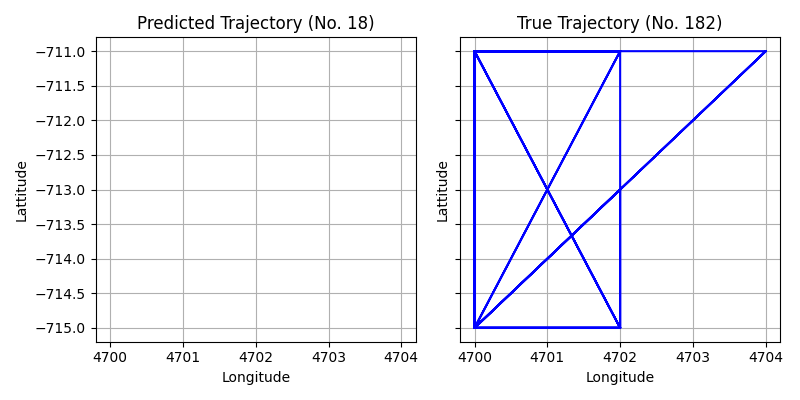 Predicted Trajectory (No. 18)
True Trajectory (No. 182)
−711.0
−711.5
−712.0
−712.5
−713.0
−713.5
−714.0
−714.5
−715.0
Lattitude
Lattitude
4700 4701 4702 4703 4704
4700 4701 4702 4703 4704
Longitude
Longitude